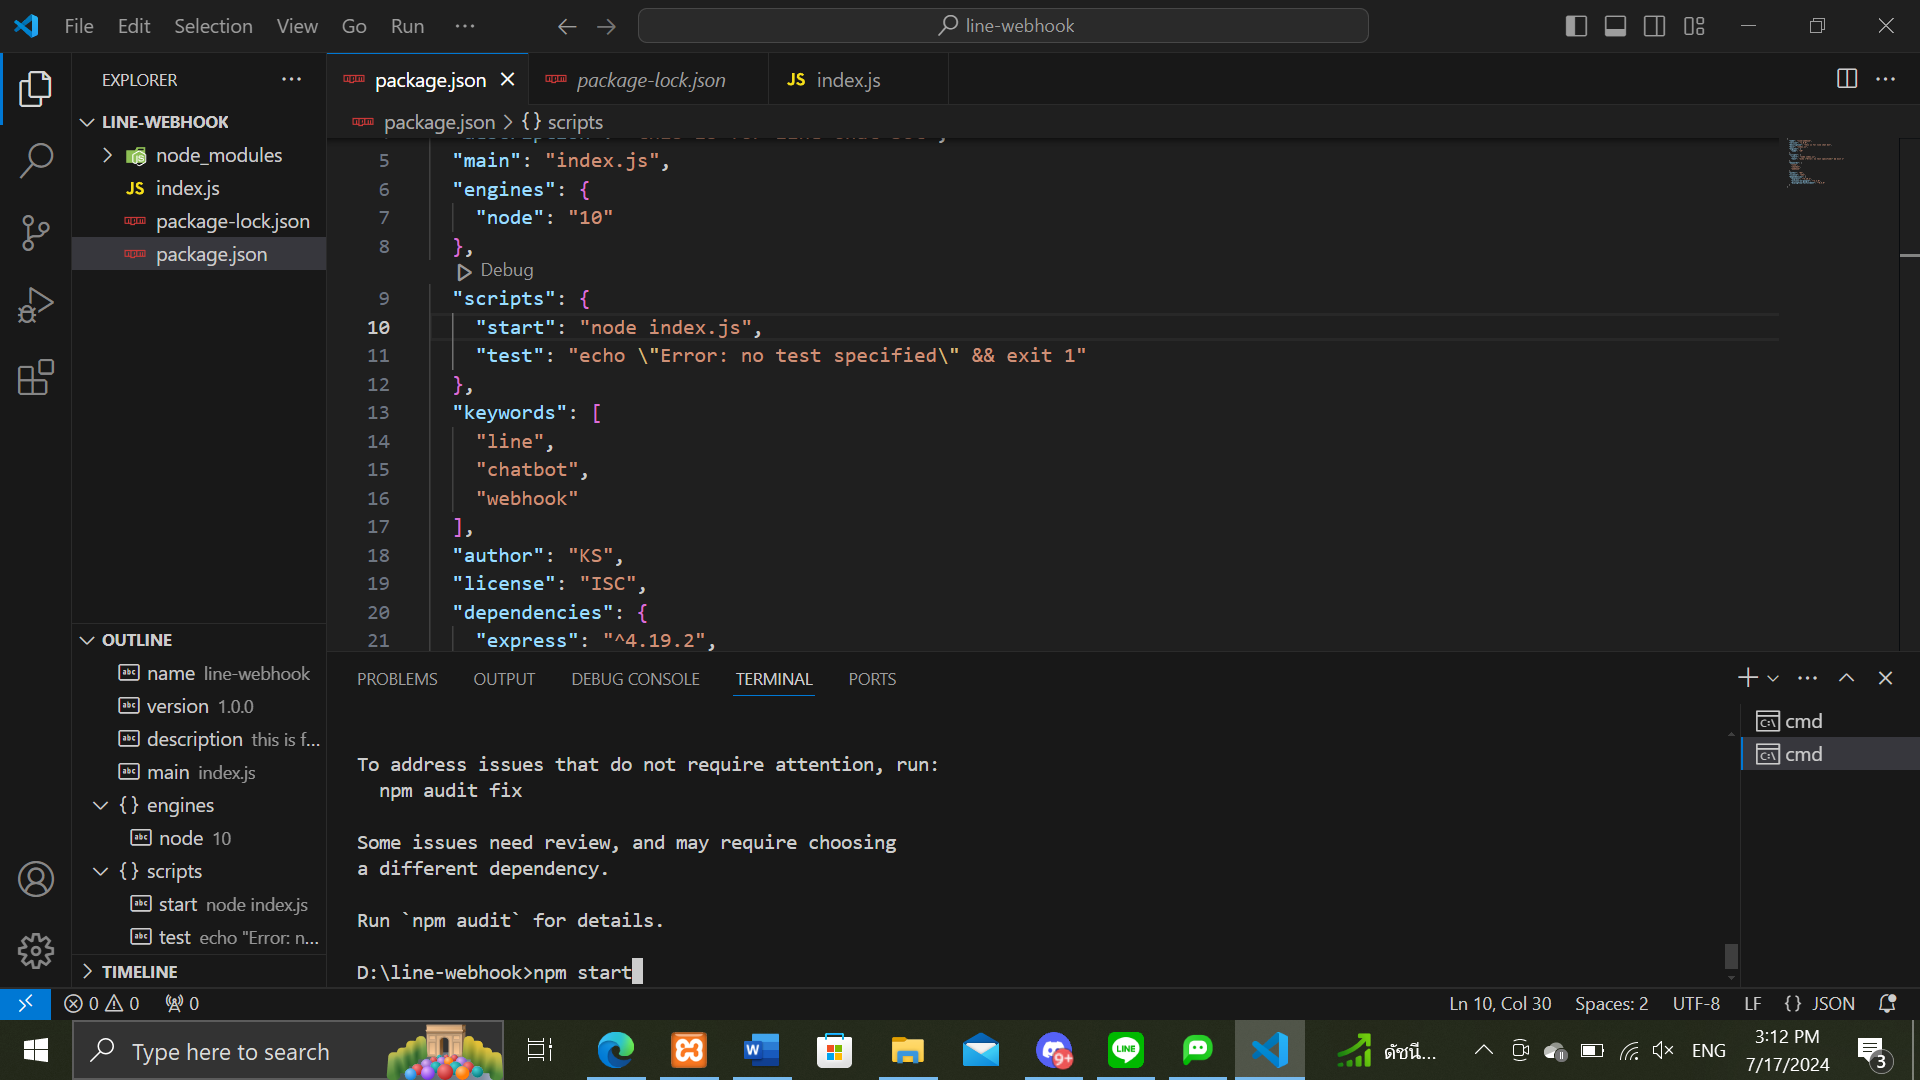 File Edit Selection View Go Run ···
line-webhook
EXPLORER
LINE-WEBHOOK
node_modules
JS index.js
package-lock.json
package.json
OUTLINE
name line-webhook
version 1.0.0
description this is f...
main index.js
{} engines
node 10
{} scripts
start node index.js
test echo "Error: n...
TIMELINE
package.json
package-lock.json
JS index.js
package.json > {} scripts
5 "main": "index.js",
6 "engines": {
7 "node": "10"
8 },
Debug
9 "scripts": {
10 "start": "node index.js",
11 "test": "echo \"Error: no test specified\" && exit 1"
12 },
13 "keywords": [
14 "line",
15 "chatbot",
16 "webhook"
17 ],
18 "author": "KS",
19 "license": "ISC",
20 "dependencies": {
21 "express": "^4.19.2",
PROBLEMS OUTPUT DEBUG CONSOLE TERMINAL PORTS
To address issues that do not require attention, run:
npm audit fix
Some issues need review, and may require choosing
a different dependency.
Run `npm audit` for details.
D:\line-webhook>npm start
cmd
cmd
0 0 0
Ln 10, Col 30 Spaces: 2 UTF-8 LF {} JSON
Type here to search
9+
LINE
ดัชนี...
ENG
3:12 PM
7/17/2024
3